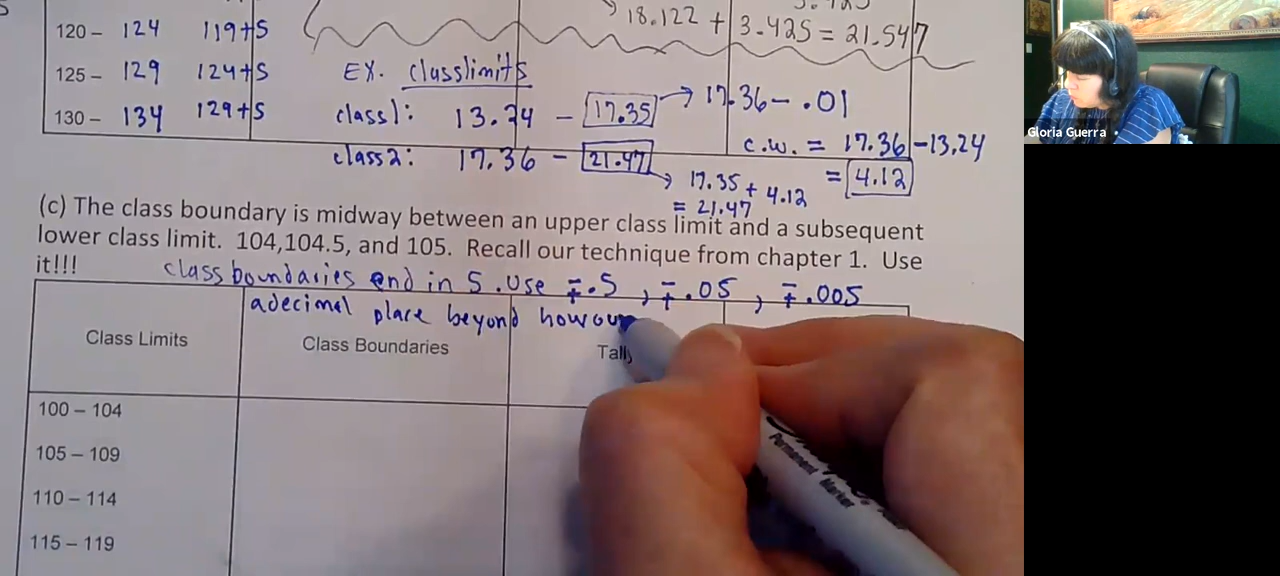 18.122 + 3.425 = 21.547
120 – 124 119+5
125 – 129 124+5
130 – 134 129+5
EX. classlimits
class1: 13.24 – 17.35 → 17.36 – .01
c.w. = 17.36 – 13.24
= 4.12
class2: 17.36 – 21.47
17.35 + 4.12
= 21.47
(c) The class boundary is midway between an upper class limit and a subsequent
lower class limit. 104,104.5, and 105. Recall our technique from chapter 1. Use
it!!!
class boundaries end in 5. Use ∓.5, ∓.05, ∓.005
a decimal place beyond how our
Class Limits Class Boundaries Tally
100 – 104
105 – 109
110 – 114
115 – 119
Permanent Marker
Gloria Guerra